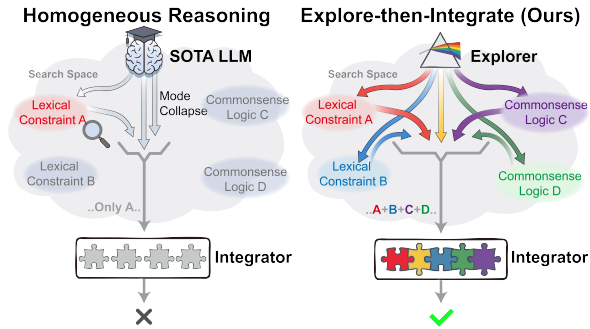 Homogeneous Reasoning
SOTA LLM
Search Space
Mode
Collapse
Lexical
Constraint A
Commonsense
Logic C
Lexical
Constraint B
Commonsense
Logic D
..Only A..
Integrator
Explore-then-Integrate (Ours)
Explorer
Search Space
Lexical
Constraint A
Commonsense
Logic C
Lexical
Constraint B
Commonsense
Logic D
..A+B+C+D..
Integrator